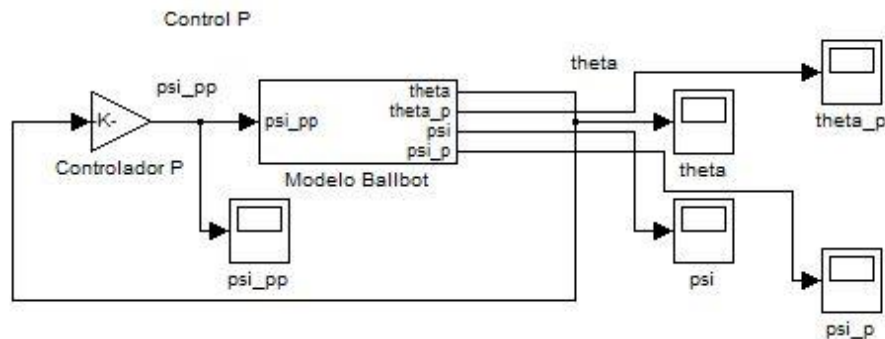 Control P
psi_pp
K-
Controlador P
psi_pp
theta
theta_p
psi
psi_p
Modelo Ballbot
psi_pp
theta
theta_p
theta
psi
psi_p